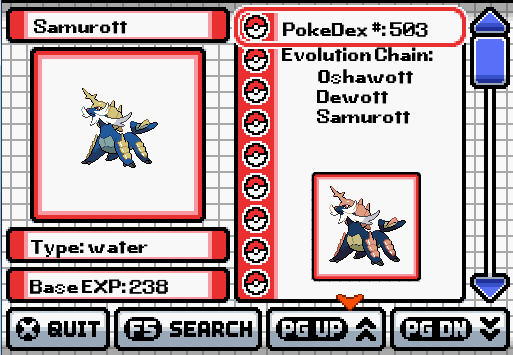 Samurott
PokeDex #: 503
Evolution Chain:
Oshawott
Dewott
Samurott
Type: water
Base EXP: 238
X QUIT
F5 SEARCH
PG UP
PG DN